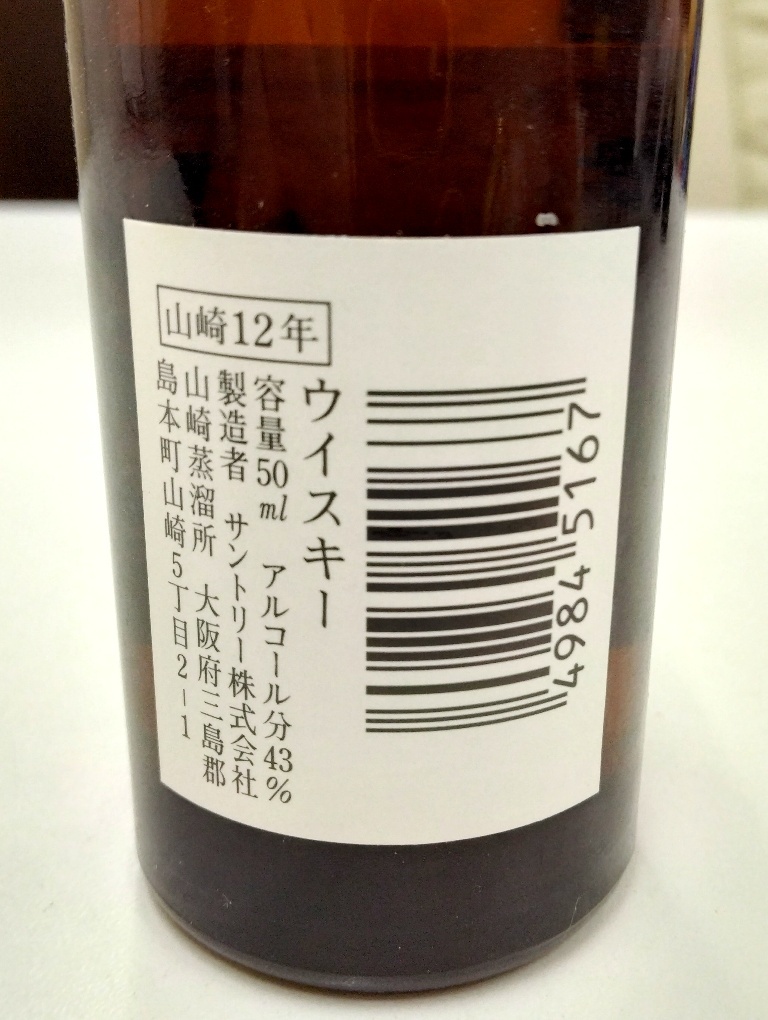 山崎12年
ウイスキー
容量50ml アルコール分43%
製造者 サントリー株式会社
山崎蒸溜所 大阪府三島郡
島本町山崎5丁目2-1
4984 5167